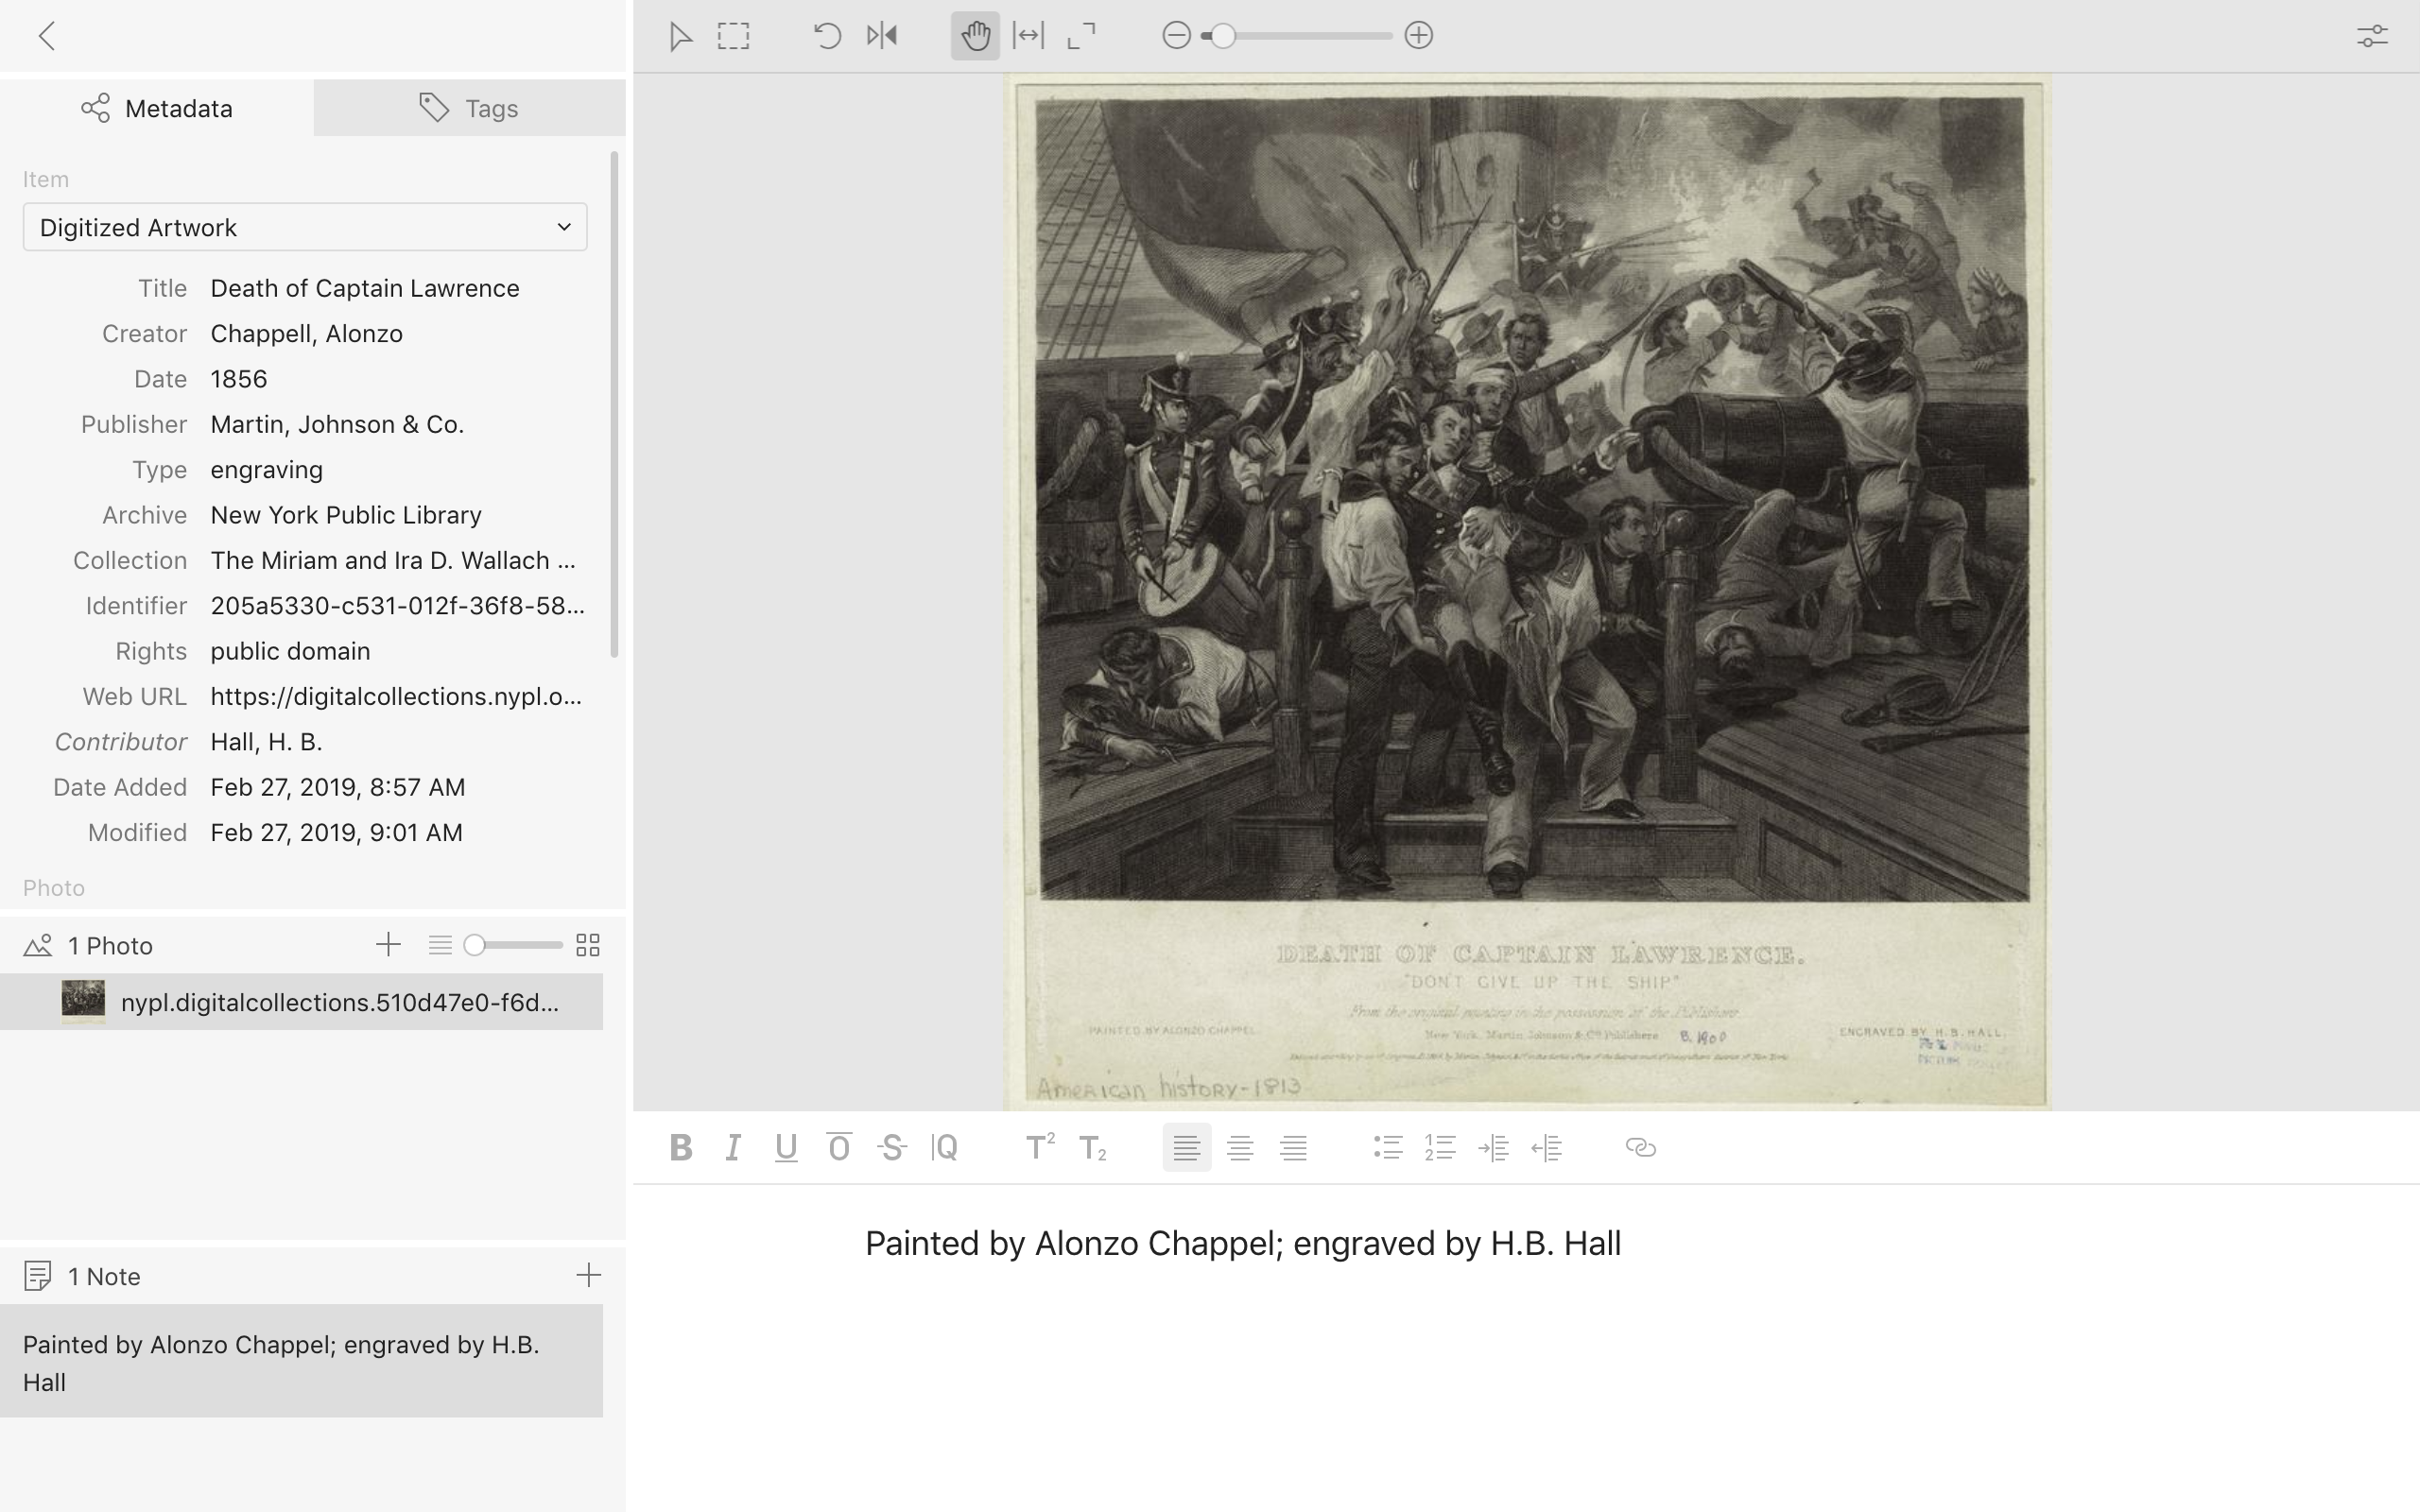 Metadata
Tags
Item
Digitized Artwork
Title Death of Captain Lawrence
Creator Chappell, Alonzo
Date 1856
Publisher Martin, Johnson & Co.
Type engraving
Archive New York Public Library
Collection The Miriam and Ira D. Wallach ...
Identifier 205a5330-c531-012f-36f8-58...
Rights public domain
Web URL https://digitalcollections.nypl.o...
Contributor Hall, H. B.
Date Added Feb 27, 2019, 8:57 AM
Modified Feb 27, 2019, 9:01 AM
Photo
1 Photo
nypl.digitalcollections.510d47e0-f6d...
1 Note
Painted by Alonzo Chappel; engraved by H.B.
Hall
DEATH OF CAPTAIN LAWRENCE.
"DON'T GIVE UP THE SHIP"
From the original painting in the possession of the Publishers.
PAINTED BY ALONZO CHAPPEL
New York, Martin, Johnson & Co. Publishers
B. 1900
ENGRAVED BY H. B. HALL.
American history-1813
B I U O S Q T2 T2
Painted by Alonzo Chappel; engraved by H.B. Hall